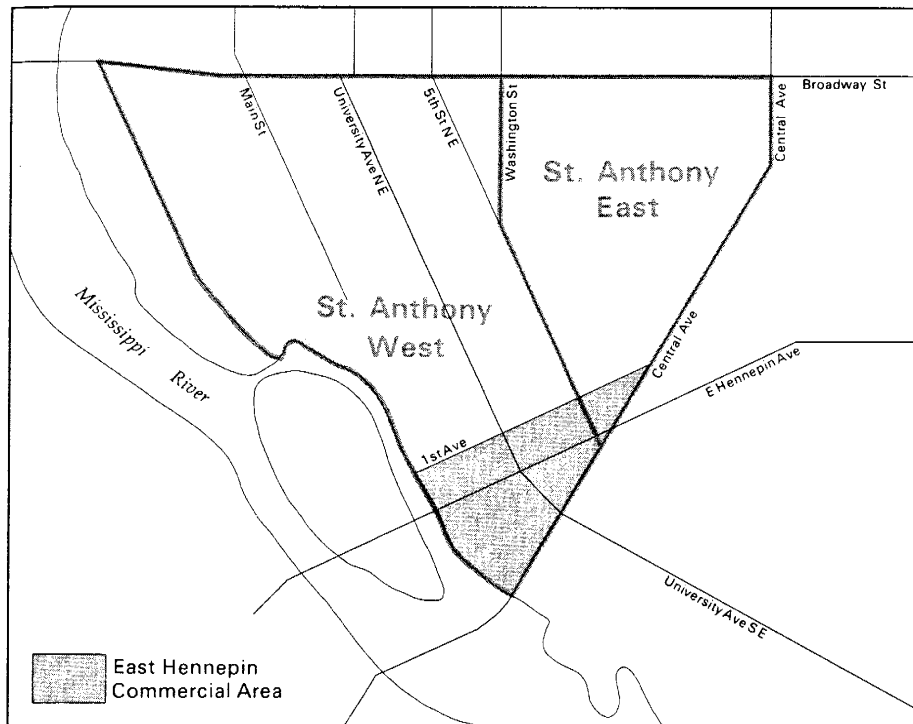 Main St
University Ave NE
5th St NE
Washington St
Central Ave
Broadway St
St. Anthony
East
St. Anthony
West
Mississippi
River
Central Ave
E Hennepin Ave
1st Ave
University Ave SE
East Hennepin
Commercial Area